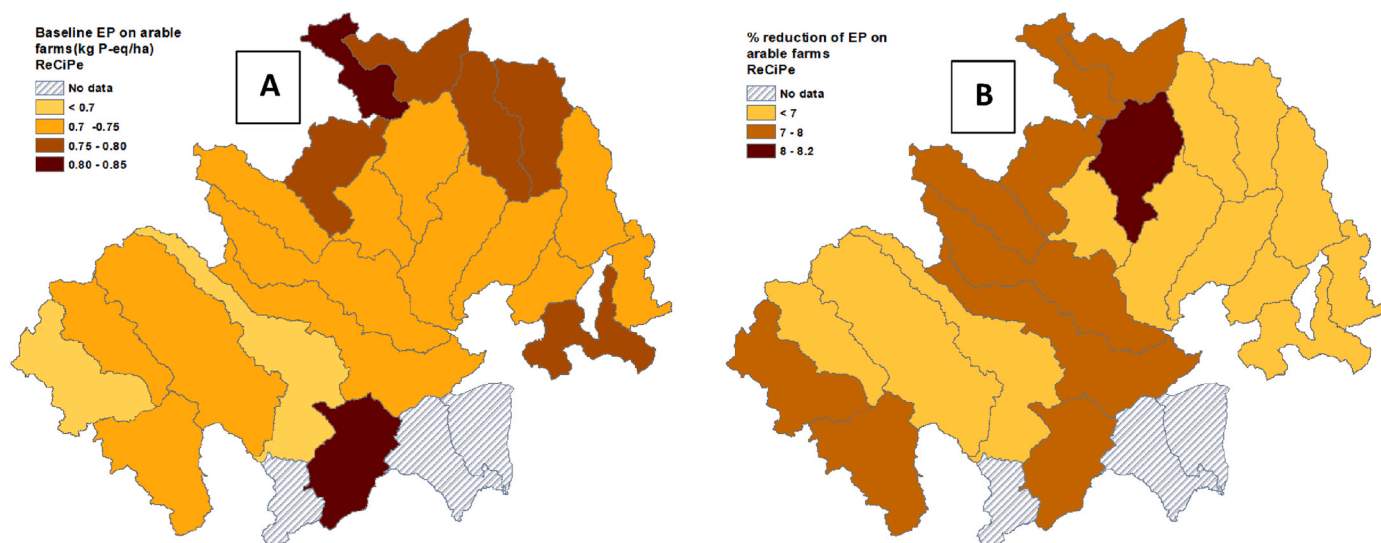 Baseline EP on arable
farms(kg P-eq/ha)
ReCiPe
No data
< 0.7
0.7 -0.75
0.75 - 0.80
0.80 - 0.85
A
% reduction of EP on
arable farms
ReCiPe
No data
< 7
7 - 8
8 - 8.2
B